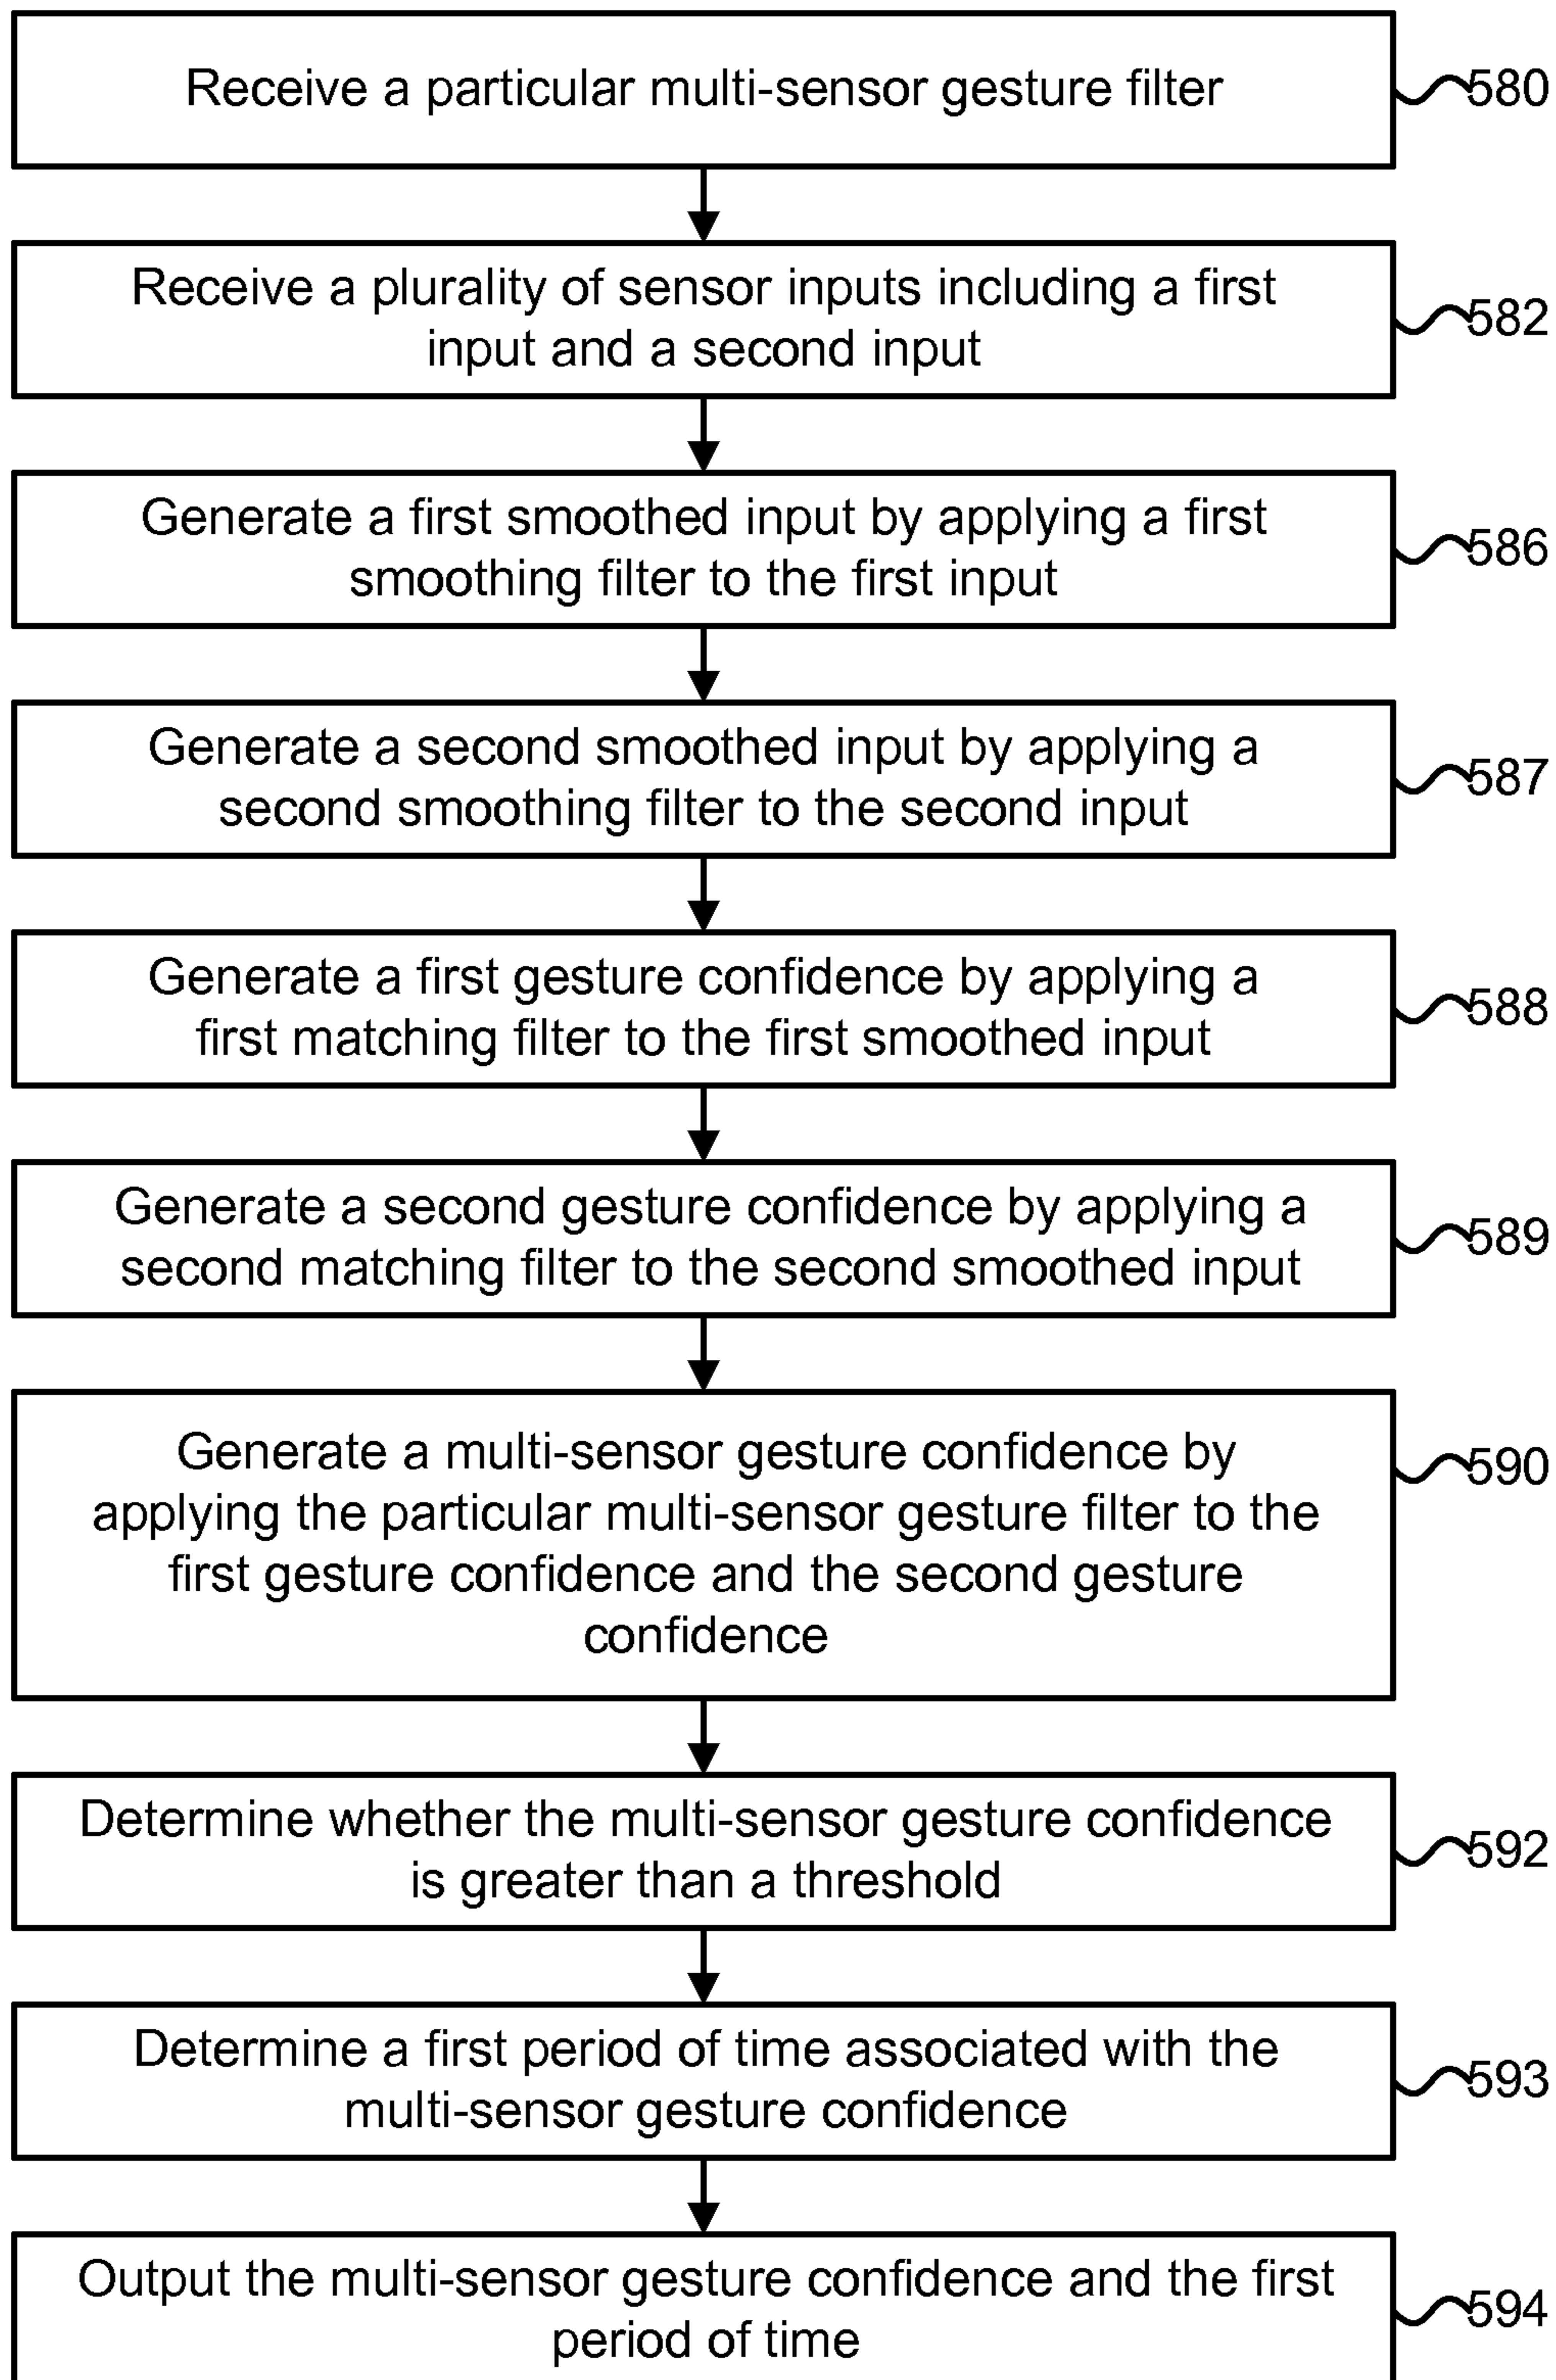 Receive a particular multi-sensor gesture filter
580
Receive a plurality of sensor inputs including a first
input and a second input
582
Generate a first smoothed input by applying a first
smoothing filter to the first input
586
Generate a second smoothed input by applying a
second smoothing filter to the second input
587
Generate a first gesture confidence by applying a
first matching filter to the first smoothed input
588
Generate a second gesture confidence by applying a
second matching filter to the second smoothed input
589
Generate a multi-sensor gesture confidence by
applying the particular multi-sensor gesture filter to the
first gesture confidence and the second gesture
confidence
590
Determine whether the multi-sensor gesture confidence
is greater than a threshold
592
Determine a first period of time associated with the
multi-sensor gesture confidence
593
Output the multi-sensor gesture confidence and the first
period of time
594